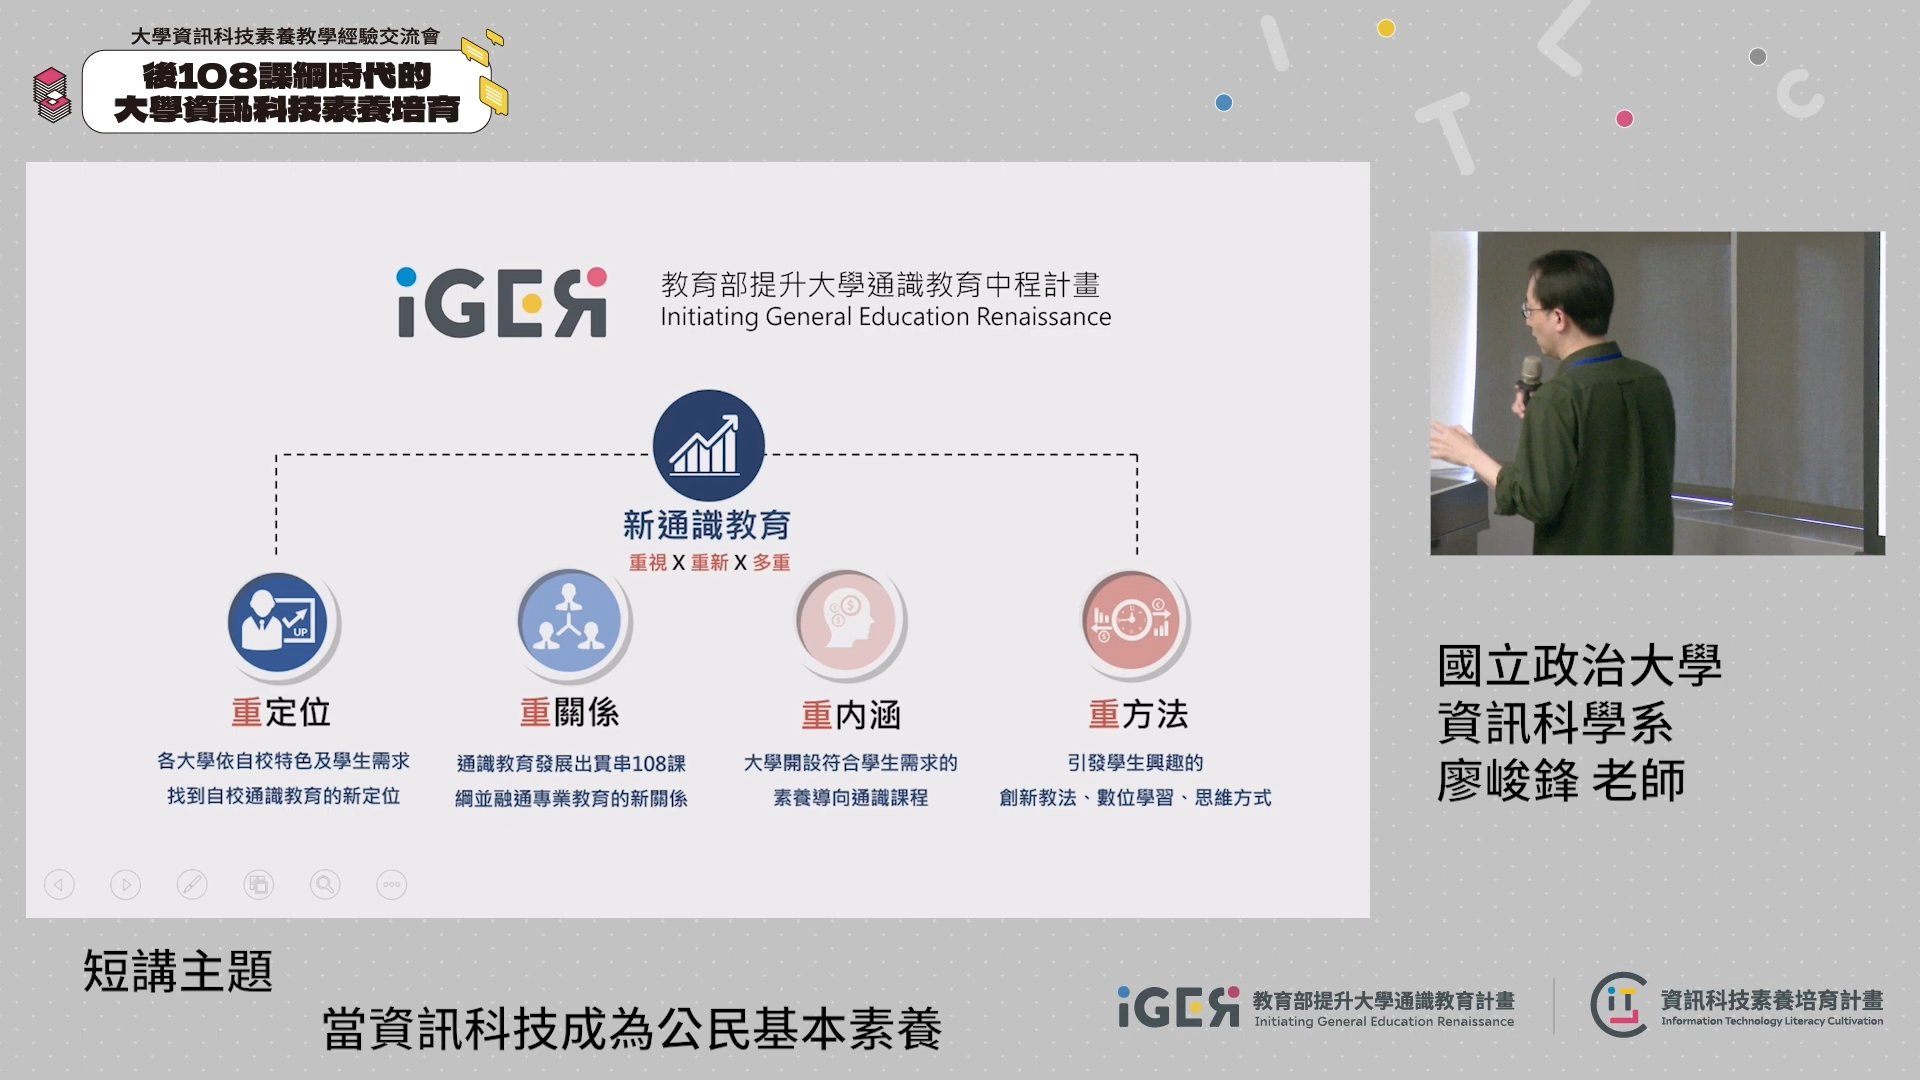 大學資訊科技素養教學經驗交流會
後108課綱時代的
大學資訊科技素養培育
I T L C
iGER
教育部提升大學通識教育中程計畫
Initiating General Education Renaissance
新通識教育
重視 X 重新 X 多重
UP
重定位
各大學依自校特色及學生需求
找到自校通識教育的新定位
重關係
通識教育發展出貫串108課
綱並融通專業教育的新關係
重內涵
大學開設符合學生需求的
素養導向通識課程
重方法
引發學生興趣的
創新教法、數位學習、思維方式
國立政治大學
資訊科學系
廖峻鋒 老師
短講主題
當資訊科技成為公民基本素養
iGER 教育部提升大學通識教育計畫
Initiating General Education Renaissance
資訊科技素養培育計畫
Information Technology Literacy Cultivation